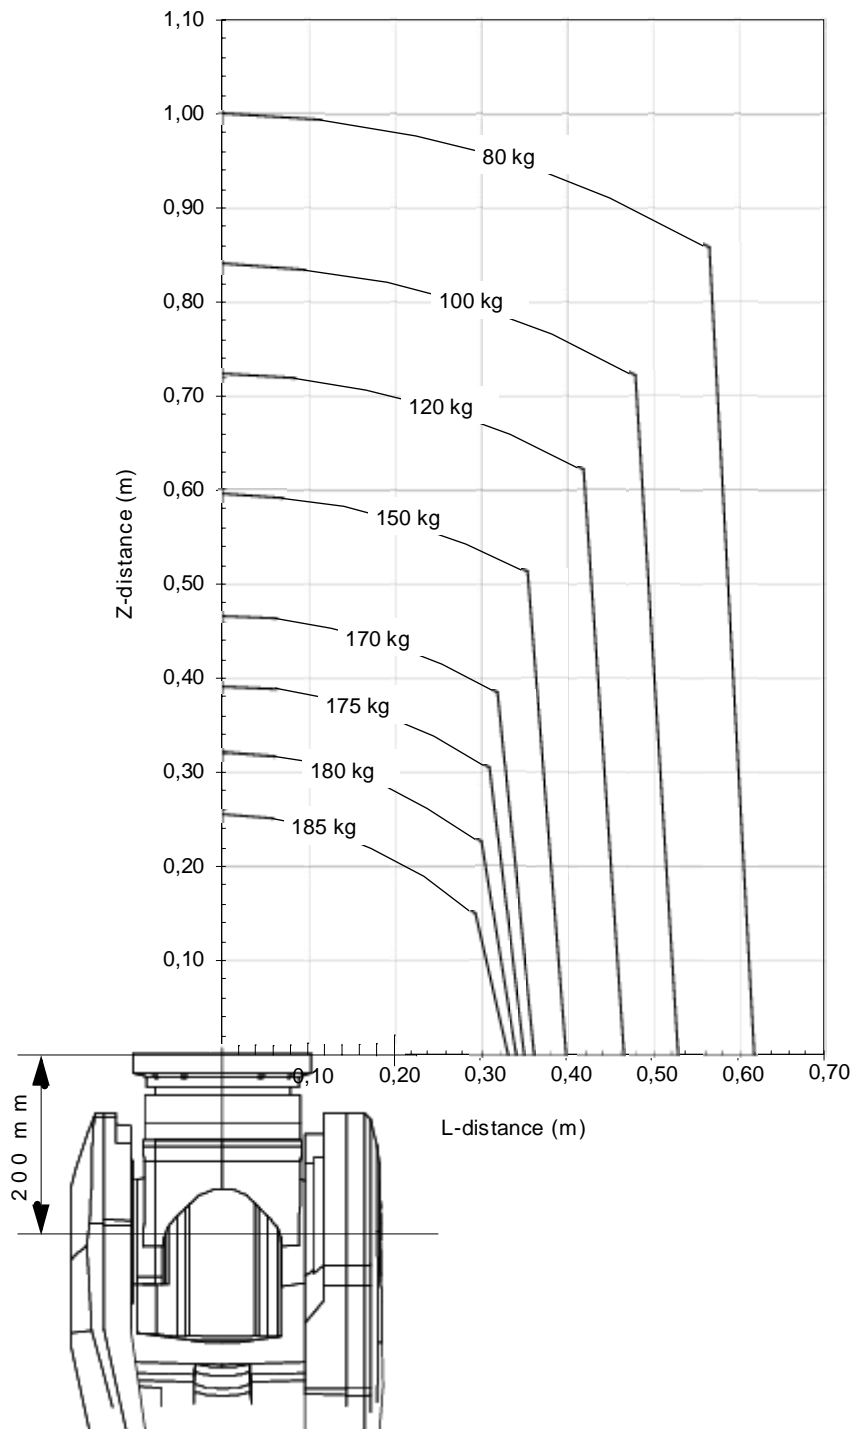 1,10
1,00
80 kg
0,90
0,80
100 kg
0,70
120 kg
0,60
150 kg
Z-distance (m)
0,50
170 kg
0,40
175 kg
0,30
180 kg
185 kg
0,20
0,10
0,10 0,20 0,30 0,40 0,50 0,60 0,70
L-distance (m)
200 mm